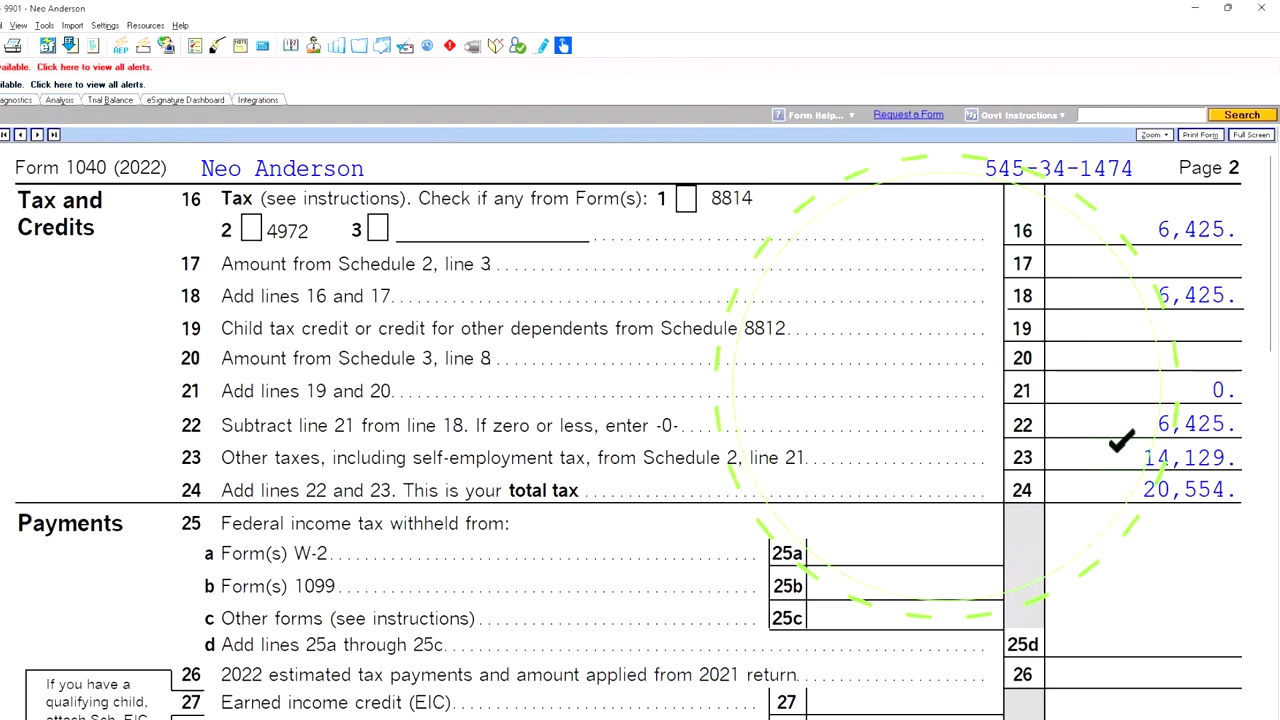 - 9901 - Neo Anderson
View Tools Import Settings Resources Help
AEP
vailable. Click here to view all alerts.
ilable. Click here to view all alerts.
agnostics Analysis Trial Balance eSignature Dashboard Integrations
Form Help... Request a Form Govt Instructions Search
Zoom Print Form Full Screen
Form 1040 (2022) Neo Anderson 545-34-1474 Page 2
Tax and Credits
16 Tax (see instructions). Check if any from Form(s): 1 8814
2 4972 3 16 6,425.
17 Amount from Schedule 2, line 3 17
18 Add lines 16 and 17. 18 6,425.
19 Child tax credit or credit for other dependents from Schedule 8812. 19
20 Amount from Schedule 3, line 8 20
21 Add lines 19 and 20. 21 0.
22 Subtract line 21 from line 18. If zero or less, enter -0-. 22 6,425.
23 Other taxes, including self-employment tax, from Schedule 2, line 21. 23 14,129.
24 Add lines 22 and 23. This is your total tax 24 20,554.
Payments 25 Federal income tax withheld from:
a Form(s) W-2. 25a
b Form(s) 1099 25b
c Other forms (see instructions) 25c
d Add lines 25a through 25c. 25d
26 2022 estimated tax payments and amount applied from 2021 return. 26
If you have a
qualifying child,
27 Earned income credit (EIC). 27
attach Sch. EIC